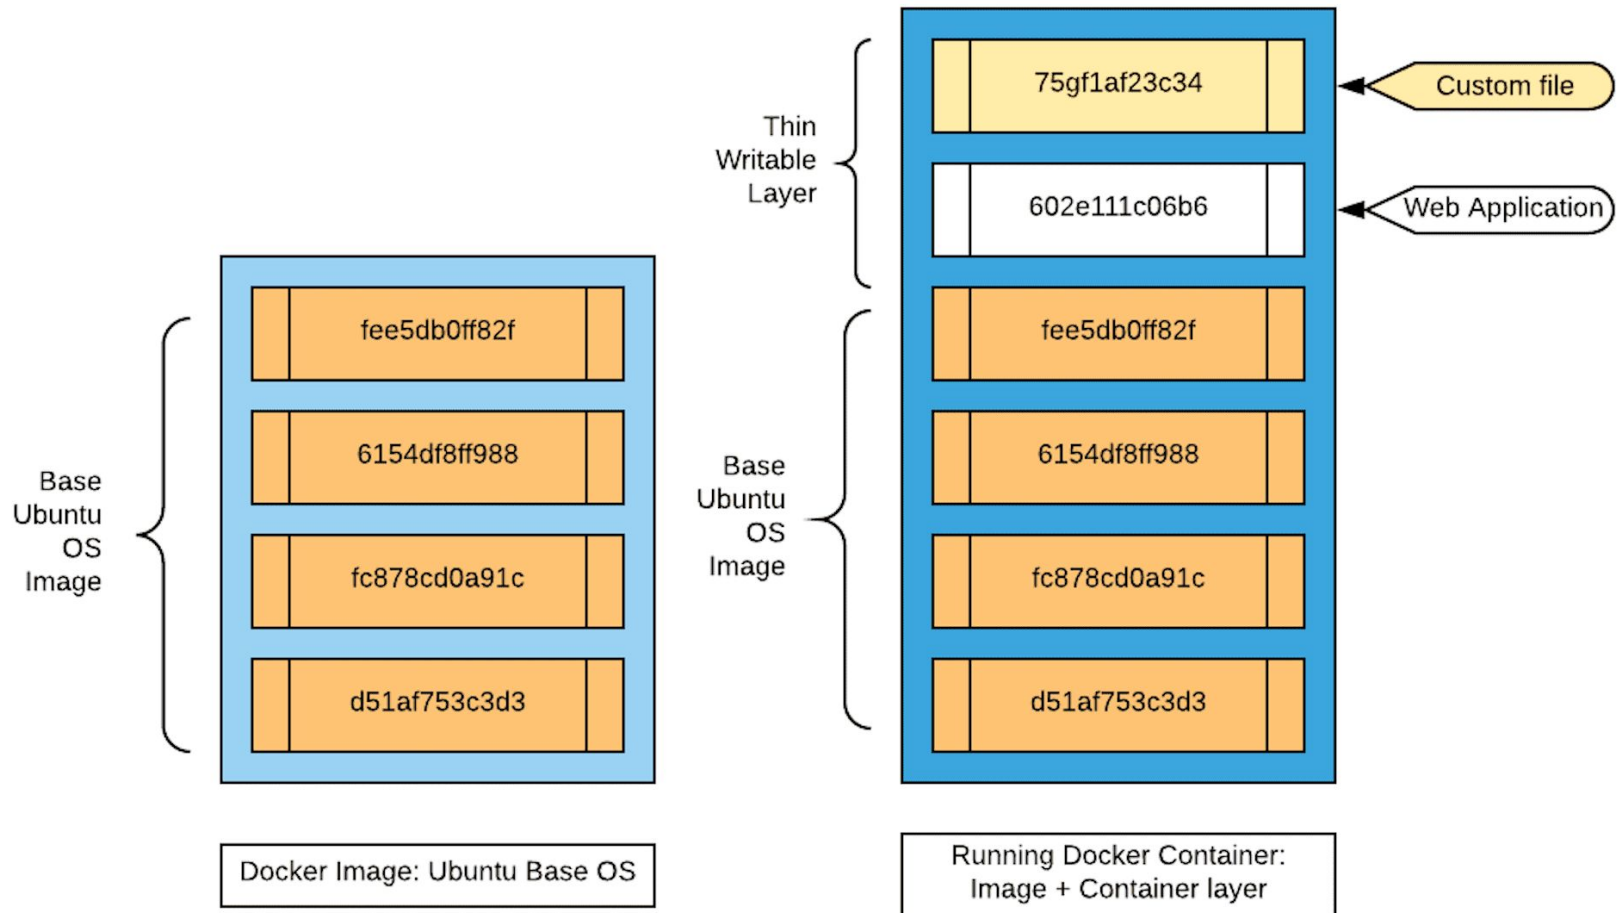 Base
Ubuntu
OS
Image
fee5db0ff82f
6154df8ff988
fc878cd0a91c
d51af753c3d3
Docker Image: Ubuntu Base OS
Thin
Writable
Layer
Base
Ubuntu
OS
Image
75gf1af23c34
602e111c06b6
fee5db0ff82f
6154df8ff988
fc878cd0a91c
d51af753c3d3
Custom file
Web Application
Running Docker Container:
Image + Container layer